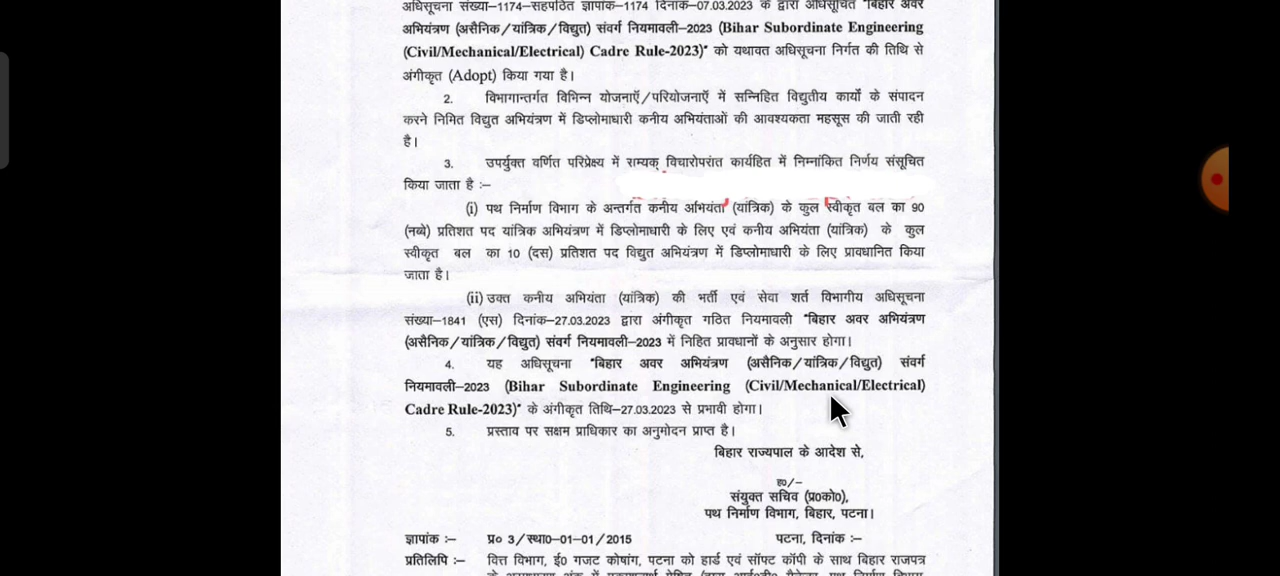 अधिसूचना संख्या–1174–सहपठित ज्ञापांक–1174 दिनांक–07.03.2023 के द्वारा अधिसूचित "बिहार अवर
अभियंत्रण (असैनिक/यांत्रिक/विद्युत) संवर्ग नियमावली–2023 (Bihar Subordinate Engineering
(Civil/Mechanical/Electrical) Cadre Rule-2023)" को यथावत अधिसूचना निर्गत की तिथि से
अंगीकृत (Adopt) किया गया है।
2. विभागान्तर्गत विभिन्न योजनाऐं/परियोजनाऐं में सन्निहित विद्युतीय कार्यों के संपादन
करने निमित विद्युत अभियंत्रण में डिप्लोमाधारी कनीय अभियंताओं की आवश्यकता महसूस की जाती रही
है।
3. उपर्युक्त वर्णित परिप्रेक्ष्य में राम्यक् विचारोपरांत कार्यहित में निम्नांकित निर्णय संसूचित
किया जाता है :–
(i) पथ निर्माण विभाग के अन्तर्गत कनीय अभियंता (यांत्रिक) के कुल स्वीकृत बल का 90
(नब्बे) प्रतिशत पद यांत्रिक अभियंत्रण में डिप्लोमाधारी के लिए एवं कनीय अभियंता (यांत्रिक) के कुल
स्वीकृत बल का 10 (दस) प्रतिशत पद विद्युत अभियंत्रण में डिप्लोमाधारी के लिए प्रावधानित किया
जाता है।
(ii) उक्त कनीय अभियंता (यांत्रिक) की भर्ती एवं सेवा शर्त विभागीय अधिसूचना
संख्या–1841 (एस) दिनांक–27.03.2023 द्वारा अंगीकृत गठित नियमावली "बिहार अवर अभियंत्रण
(असैनिक/यांत्रिक/विद्युत) संवर्ग नियमावली–2023 में निहित प्रावधानों के अनुसार होगा।
4. यह अधिसूचना "बिहार अवर अभियंत्रण (असैनिक/यांत्रिक/विद्युत) संवर्ग
नियमावली–2023 (Bihar Subordinate Engineering (Civil/Mechanical/Electrical)
Cadre Rule-2023)" के अंगीकृत तिथि–27.03.2023 से प्रभावी होगा।
5. प्रस्ताव पर सक्षम प्राधिकार का अनुमोदन प्राप्त है।
बिहार राज्यपाल के आदेश से,
ह०/–
संयुक्त सचिव (प्र०को०),
पथ निर्माण विभाग, बिहार, पटना।
ज्ञापांक :– प्र० 3/स्था0–01–01/2015 पटना, दिनांक :–
प्रतिलिपि :– वित्त विभाग, ई० गजट कोषांग, पटना को हार्ड एवं सॉफ्ट कॉपी के साथ बिहार राजपत्र